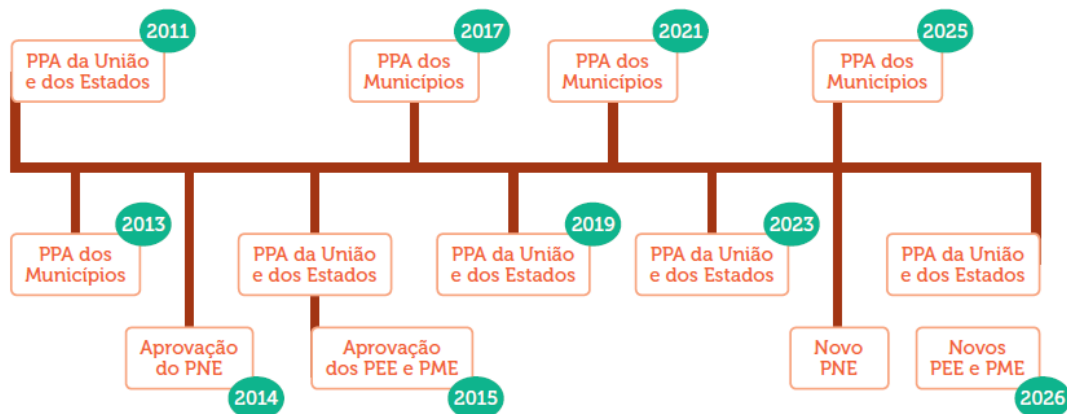 2011
PPA da União
e dos Estados
2017
PPA dos
Municípios
2021
PPA dos
Municípios
2025
PPA dos
Municípios
2013
PPA dos
Municípios
PPA da União
e dos Estados
2019
PPA da União
e dos Estados
2023
PPA da União
e dos Estados
PPA da União
e dos Estados
Aprovação
do PNE
2014
Aprovação
dos PEE e PME
2015
Novo
PNE
Novos
PEE e PME
2026